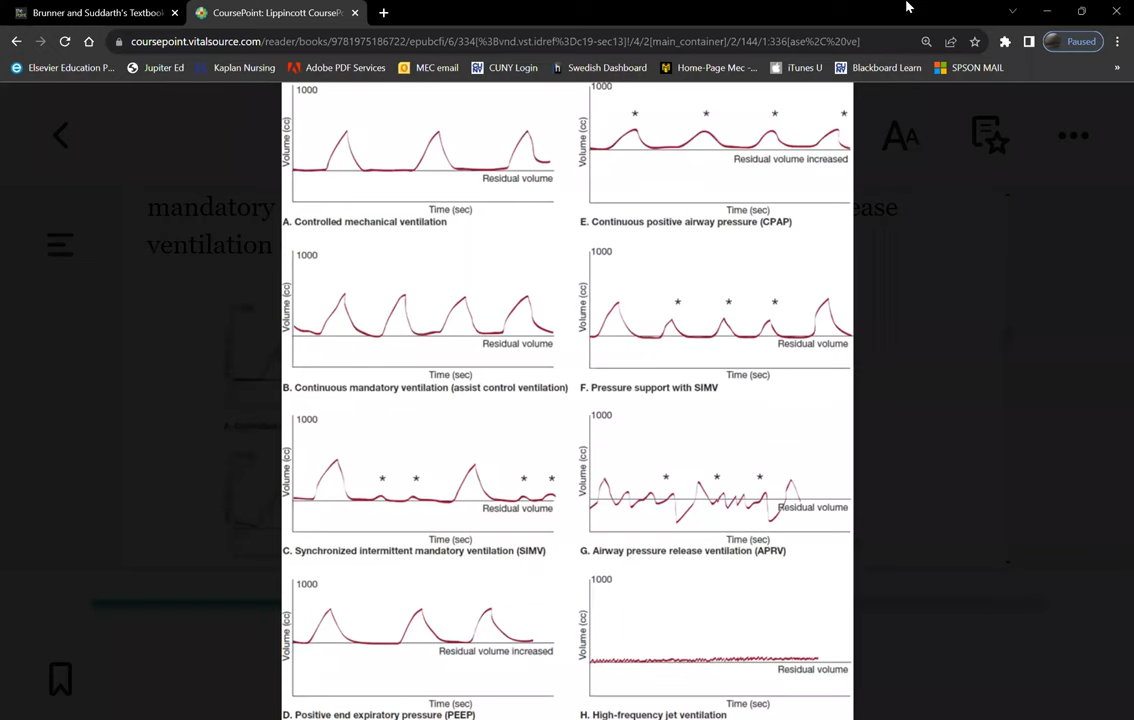 Brunner and Suddarth's Textboo
CoursePoint: Lippincott CourseP
coursepoint.vitalsource.com/reader/books/9781975186722/epubcfi/6/334[%3Bvnd.vst.idref%3Dc19-sec13]!/4/2[main_container]/2/144/1:336[ase%2C%20ve]
Paused
Elsevier Education P...
Jupiter Ed
Kaplan Nursing
Adobe PDF Services
MEC email
CUNY Login
Swedish Dashboard
Home-Page Mec -...
iTunes U
Blackboard Learn
SPSON MAIL
»
AA
mandatory
ease
ventilation
1000
Volume (cc)
Residual volume
Time (sec)
A. Controlled mechanical ventilation
1000
* * * *
Volume (cc)
Residual volume increased
Time (sec)
E. Continuous positive airway pressure (CPAP)
1000
Volume (cc)
Residual volume
Time (sec)
B. Continuous mandatory ventilation (assist control ventilation)
1000
* * *
Volume (cc)
Residual volume
Time (sec)
F. Pressure support with SIMV
1000
* * * *
Volume (cc)
Residual volume
Time (sec)
C. Synchronized intermittent mandatory ventilation (SIMV)
1000
* * *
Volume (cc)
Residual volume
Time (sec)
G. Airway pressure release ventilation (APRV)
1000
Volume (cc)
Residual volume increased
Time (sec)
D. Positive end expiratory pressure (PEEP)
1000
Volume (cc)
Residual volume
Time (sec)
H. High-frequency jet ventilation